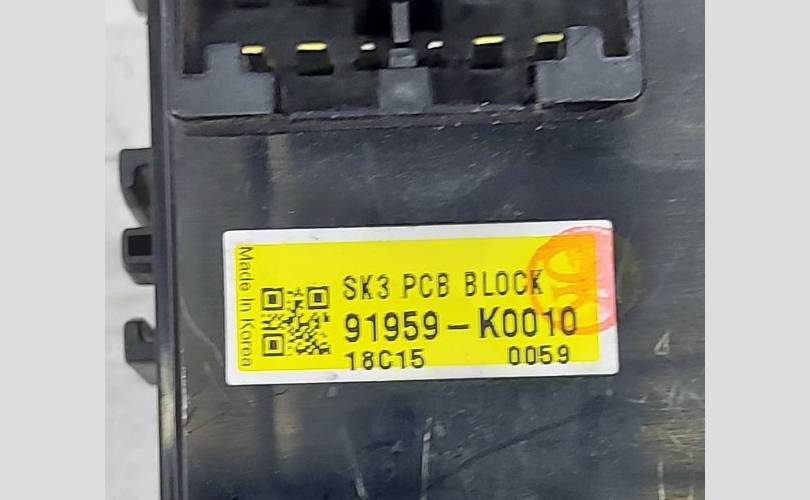 Made In Korea
SK3 PCB BLOCK
91959-K0010
18C15 0059